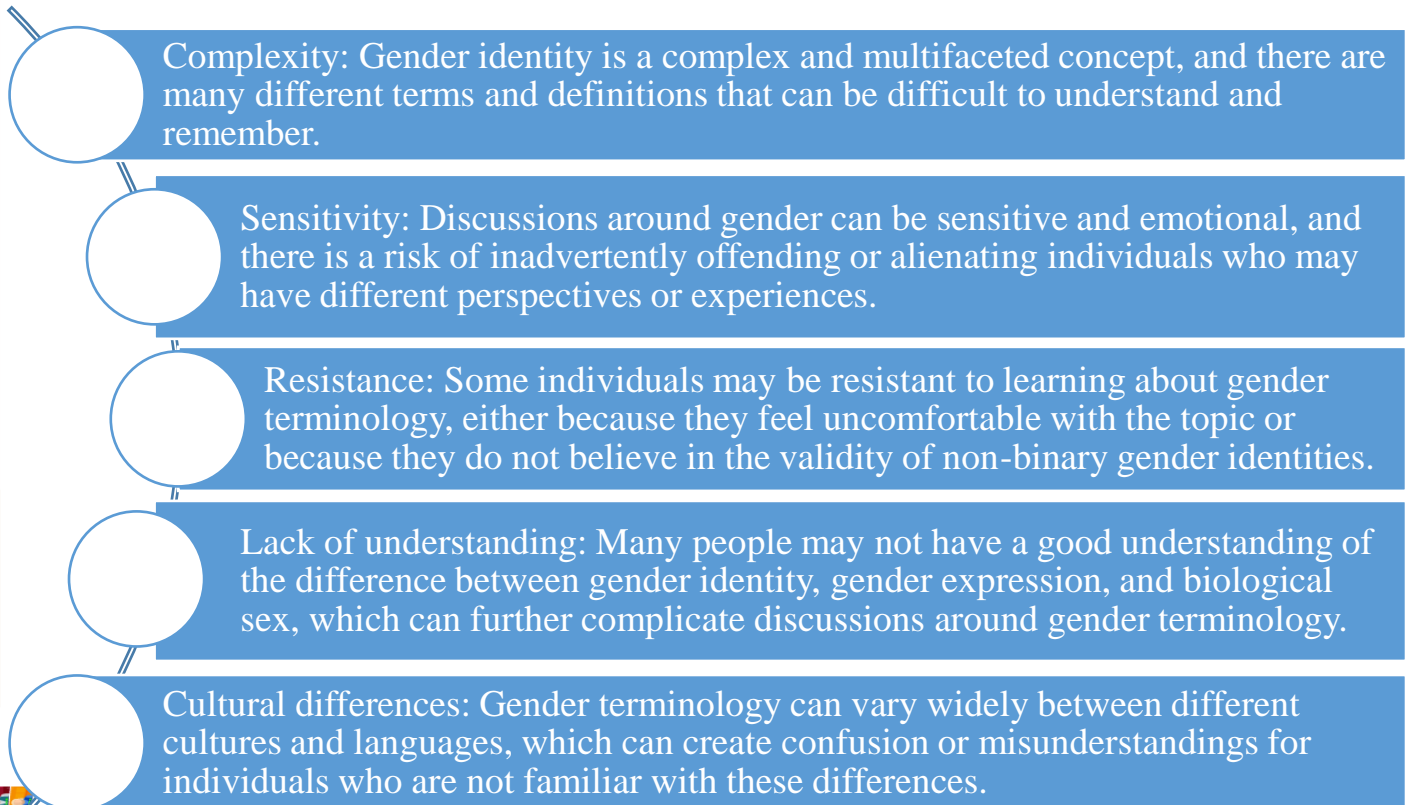 Complexity: Gender identity is a complex and multifaceted concept, and there are
many different terms and definitions that can be difficult to understand and
remember.
Sensitivity: Discussions around gender can be sensitive and emotional, and
there is a risk of inadvertently offending or alienating individuals who may
have different perspectives or experiences.
Resistance: Some individuals may be resistant to learning about gender
terminology, either because they feel uncomfortable with the topic or
because they do not believe in the validity of non-binary gender identities.
Lack of understanding: Many people may not have a good understanding of
the difference between gender identity, gender expression, and biological
sex, which can further complicate discussions around gender terminology.
Cultural differences: Gender terminology can vary widely between different
cultures and languages, which can create confusion or misunderstandings for
individuals who are not familiar with these differences.